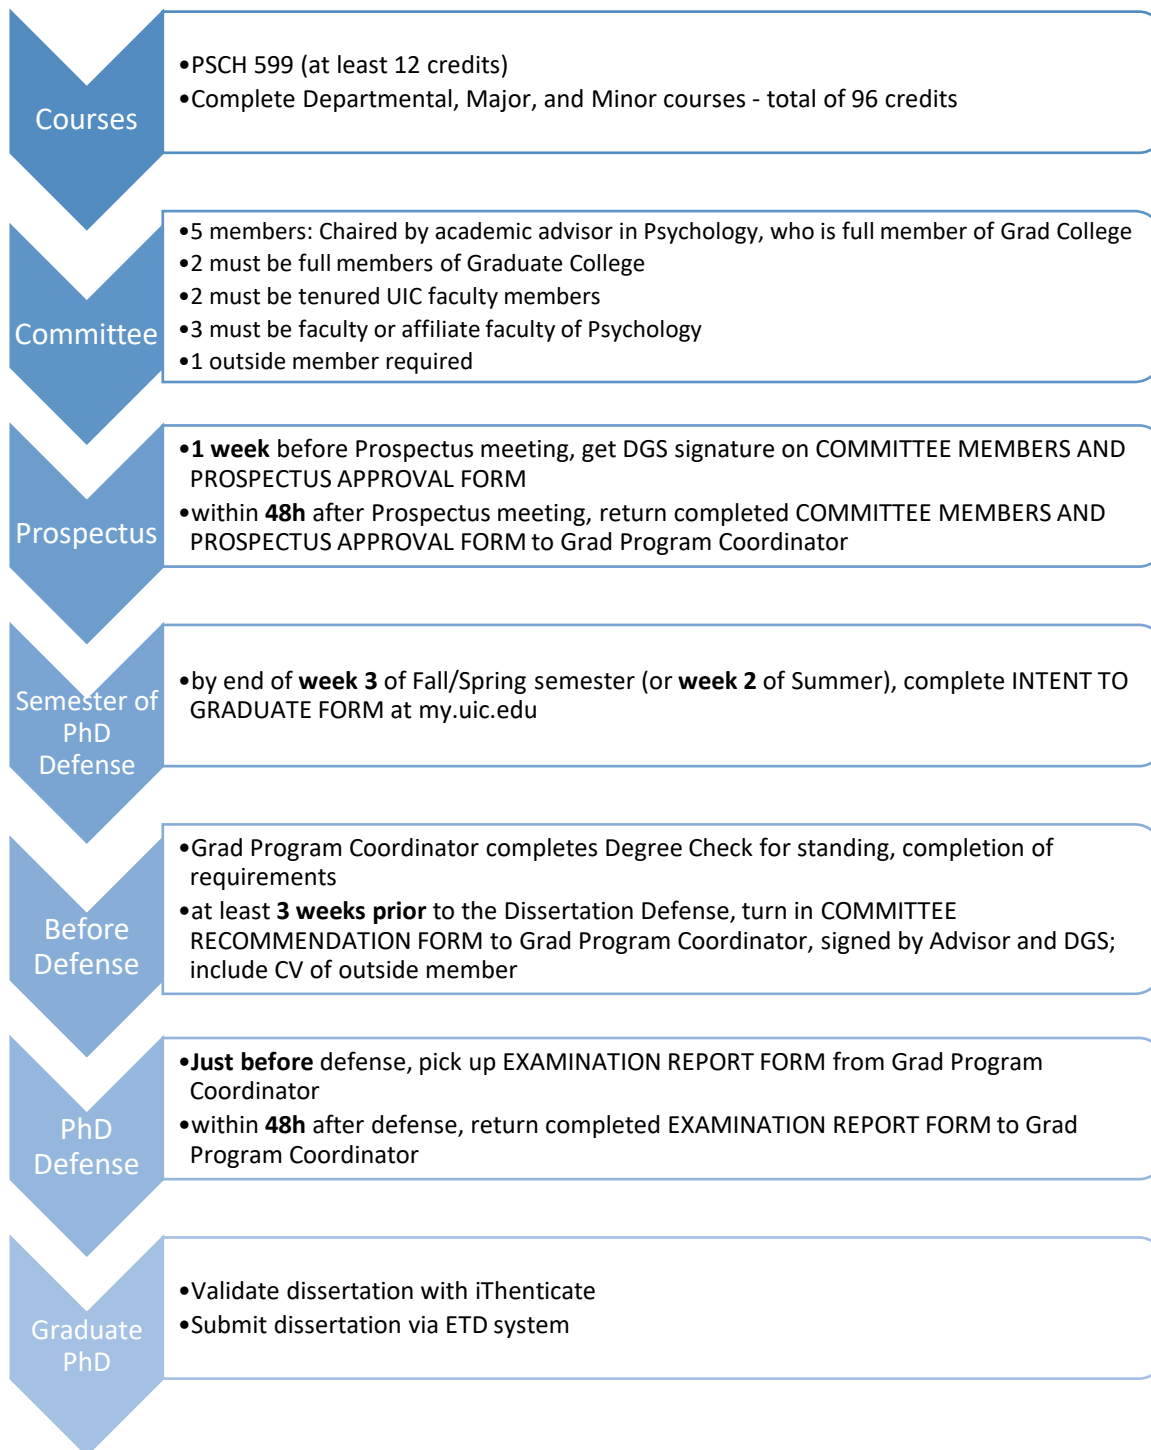 Courses
•PSCH 599 (at least 12 credits)
•Complete Departmental, Major, and Minor courses - total of 96 credits
Committee
•5 members: Chaired by academic advisor in Psychology, who is full member of Grad College
•2 must be full members of Graduate College
•2 must be tenured UIC faculty members
•3 must be faculty or affiliate faculty of Psychology
•1 outside member required
Prospectus
•1 week before Prospectus meeting, get DGS signature on COMMITTEE MEMBERS AND
PROSPECTUS APPROVAL FORM
•within 48h after Prospectus meeting, return completed COMMITTEE MEMBERS AND
PROSPECTUS APPROVAL FORM to Grad Program Coordinator
Semester of
PhD
Defense
•by end of week 3 of Fall/Spring semester (or week 2 of Summer), complete INTENT TO
GRADUATE FORM at my.uic.edu
Before
Defense
•Grad Program Coordinator completes Degree Check for standing, completion of
requirements
•at least 3 weeks prior to the Dissertation Defense, turn in COMMITTEE
RECOMMENDATION FORM to Grad Program Coordinator, signed by Advisor and DGS;
include CV of outside member
PhD
Defense
•Just before defense, pick up EXAMINATION REPORT FORM from Grad Program
Coordinator
•within 48h after defense, return completed EXAMINATION REPORT FORM to Grad
Program Coordinator
Graduate
PhD
•Validate dissertation with iThenticate
•Submit dissertation via ETD system